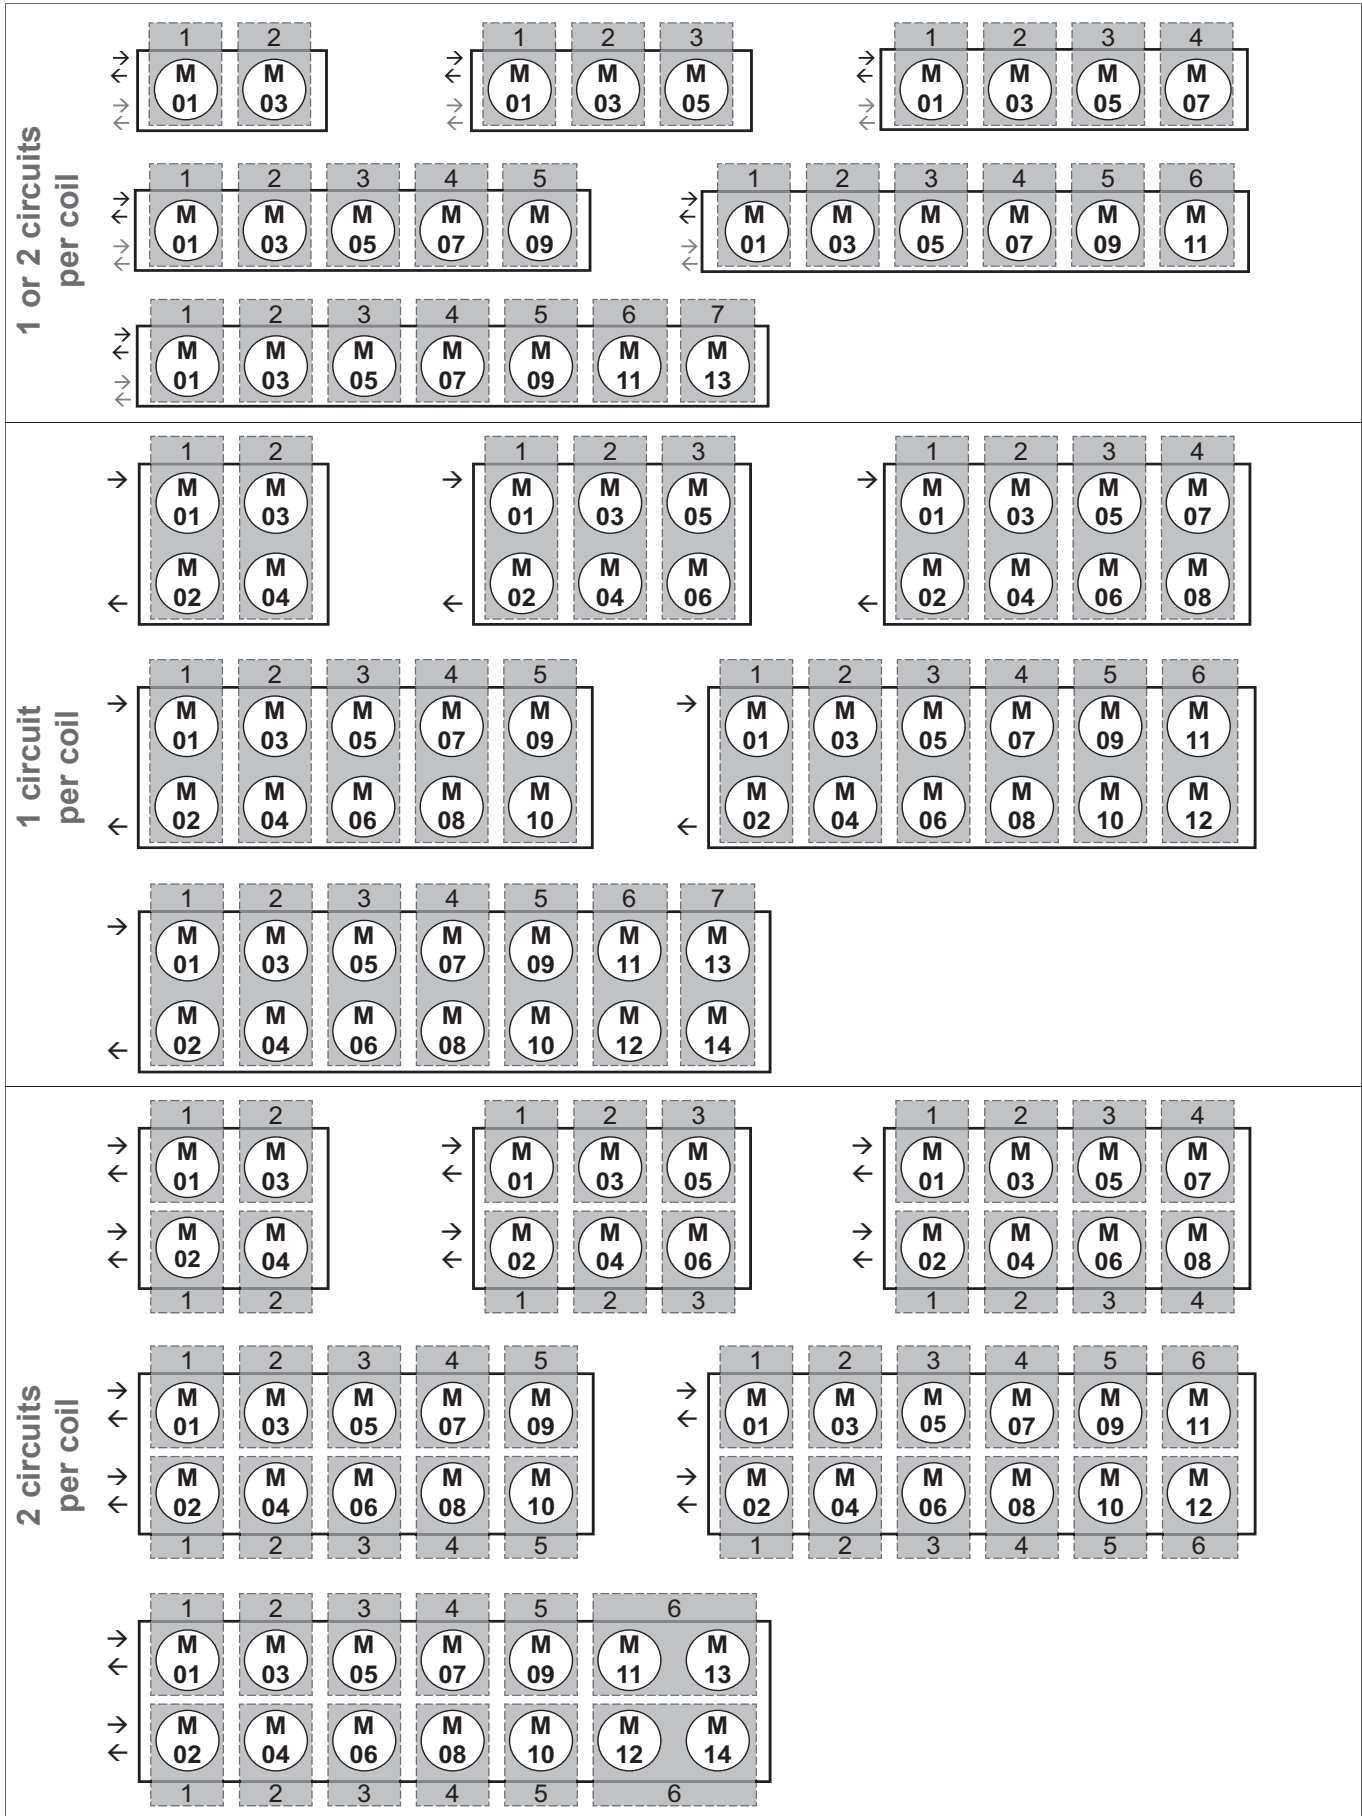 1 or 2 circuits
per coil
1 2
M M
01 03
1 2 3
M M M
01 03 05
1 2 3 4
M M M M
01 03 05 07
1 2 3 4 5
M M M M M
01 03 05 07 09
1 2 3 4 5 6
M M M M M M
01 03 05 07 09 11
1 2 3 4 5 6 7
M M M M M M M
01 03 05 07 09 11 13
1 circuit
per coil
1 2
M M
01 03
M M
02 04
1 2 3
M M M
01 03 05
M M M
02 04 06
1 2 3 4
M M M M
01 03 05 07
M M M M
02 04 06 08
1 2 3 4 5
M M M M M
01 03 05 07 09
M M M M M
02 04 06 08 10
1 2 3 4 5 6
M M M M M M
01 03 05 07 09 11
M M M M M M
02 04 06 08 10 12
1 2 3 4 5 6 7
M M M M M M M
01 03 05 07 09 11 13
M M M M M M M
02 04 06 08 10 12 14
2 circuits
per coil
1 2
M M
01 03
M M
02 04
1 2
1 2 3
M M M
01 03 05
M M M
02 04 06
1 2 3
1 2 3 4
M M M M
01 03 05 07
M M M M
02 04 06 08
1 2 3 4
1 2 3 4 5
M M M M M
01 03 05 07 09
M M M M M
02 04 06 08 10
1 2 3 4 5
1 2 3 4 5 6
M M M M M M
01 03 05 07 09 11
M M M M M M
02 04 06 08 10 12
1 2 3 4 5 6
1 2 3 4 5 6
M M M M M M M
01 03 05 07 09 11 13
M M M M M M M
02 04 06 08 10 12 14
1 2 3 4 5 6